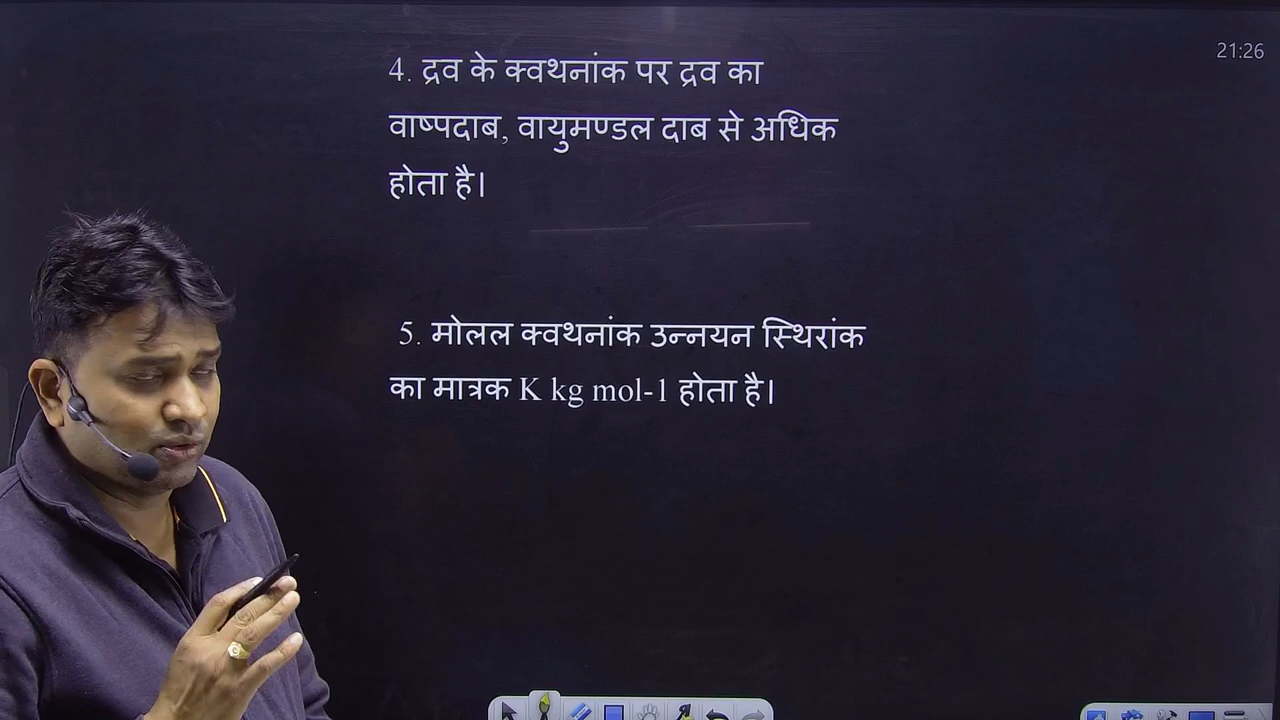 21:26
4. द्रव के क्वथनांक पर द्रव का
वाष्पदाब, वायुमण्डल दाब से अधिक
होता है।
5. मोलल क्वथनांक उन्नयन स्थिरांक
का मात्रक K kg mol-1 होता है।